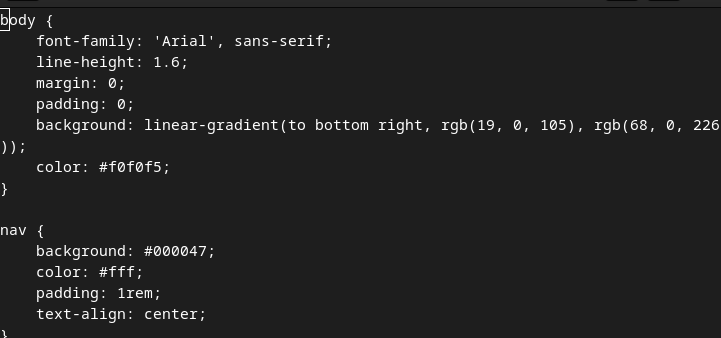 body {
    font-family: 'Arial', sans-serif;
    line-height: 1.6;
    margin: 0;
    padding: 0;
    background: linear-gradient(to bottom right, rgb(19, 0, 105), rgb(68, 0, 226
));
    color: #f0f0f5;
}

nav {
    background: #000047;
    color: #fff;
    padding: 1rem;
    text-align: center;
}